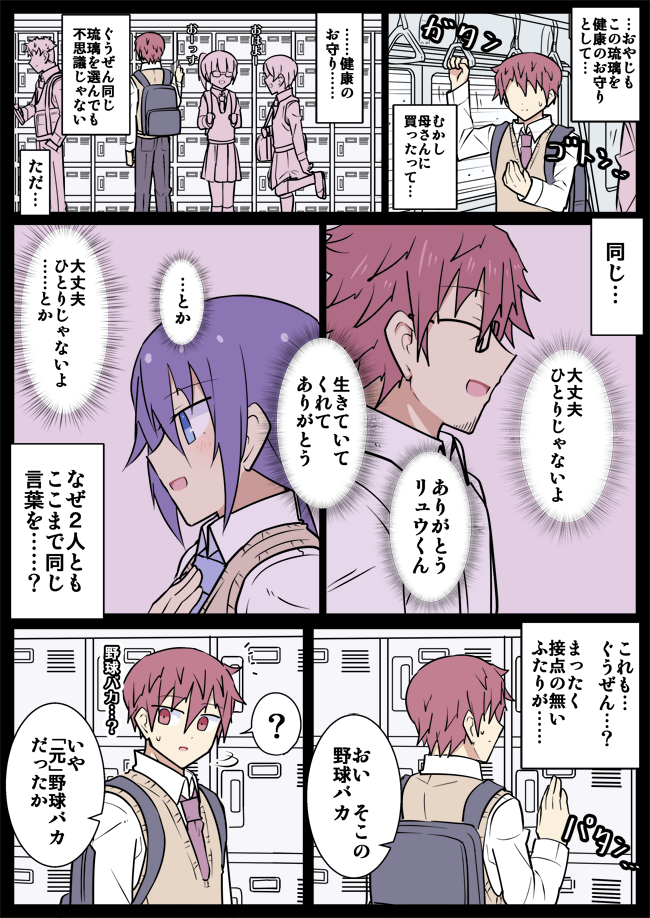 …おやじも
この琉璃を
健康のお守り
として…
ガタン
ゴトン…
むかし
母さんに
買ったって…
……健康の
お守り……
おはよー
おーっす
ぐうぜん同じ
琉璃を選んでも
不思議じゃない
ただ…
同じ…
大丈夫
ひとりじゃないよ
ありがとう
リュウくん
生きていて
くれて
ありがとう
…とか
大丈夫
ひとりじゃないよ
……とか
なぜ2人とも
ここまで同じ
言葉を……？
これも…
ぐうぜん…？
まったく
接点の無い
ふたりが……
パタン…
おい そこの
野球バカ
？
野球バカ…？
いや
「元」野球バカ
だったか